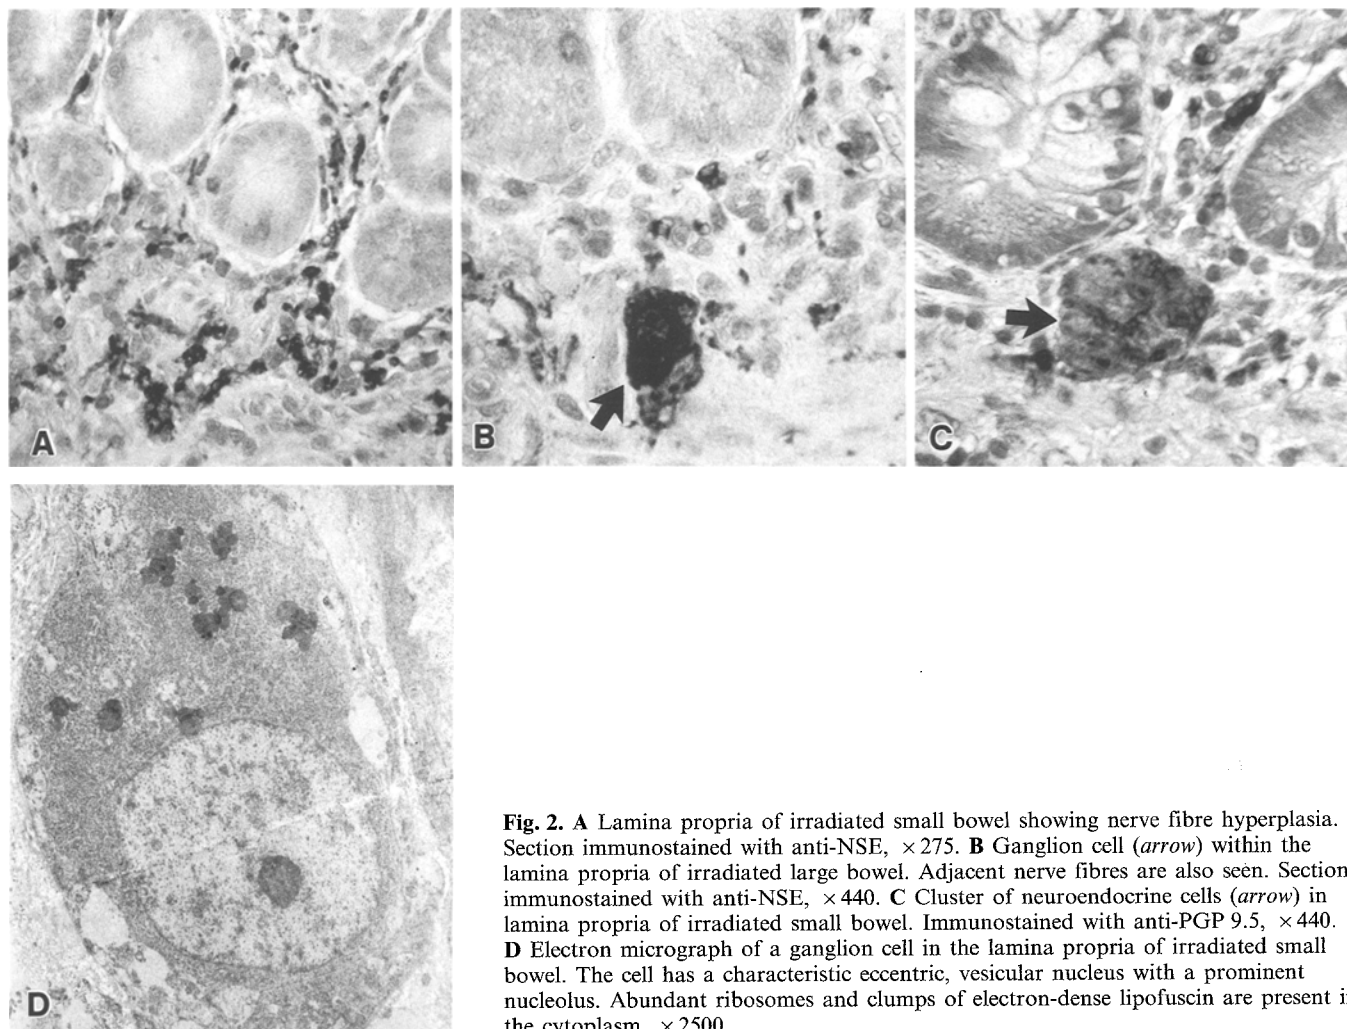 A
B
C
D
Fig. 2. A Lamina propria of irradiated small bowel showing nerve fibre hyperplasia.
Section immunostained with anti-NSE, × 275. B Ganglion cell (arrow) within the
lamina propria of irradiated large bowel. Adjacent nerve fibres are also seen. Section
immunostained with anti-NSE, × 440. C Cluster of neuroendocrine cells (arrow) in
lamina propria of irradiated small bowel. Immunostained with anti-PGP 9.5, × 440.
D Electron micrograph of a ganglion cell in the lamina propria of irradiated small
bowel. The cell has a characteristic eccentric, vesicular nucleus with a prominent
nucleolus. Abundant ribosomes and clumps of electron-dense lipofuscin are present i
the cytoplasm, × 2500